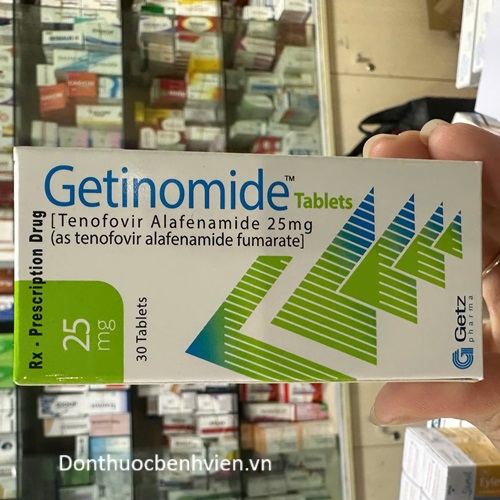 Getinomide™ Tablets
[Tenofovir Alafenamide 25mg
(as tenofovir alafenamide fumarate]
Rx - Prescription Drug
25 mg
30 Tablets
Getz
pharma
Donthuocbenhvien.vn